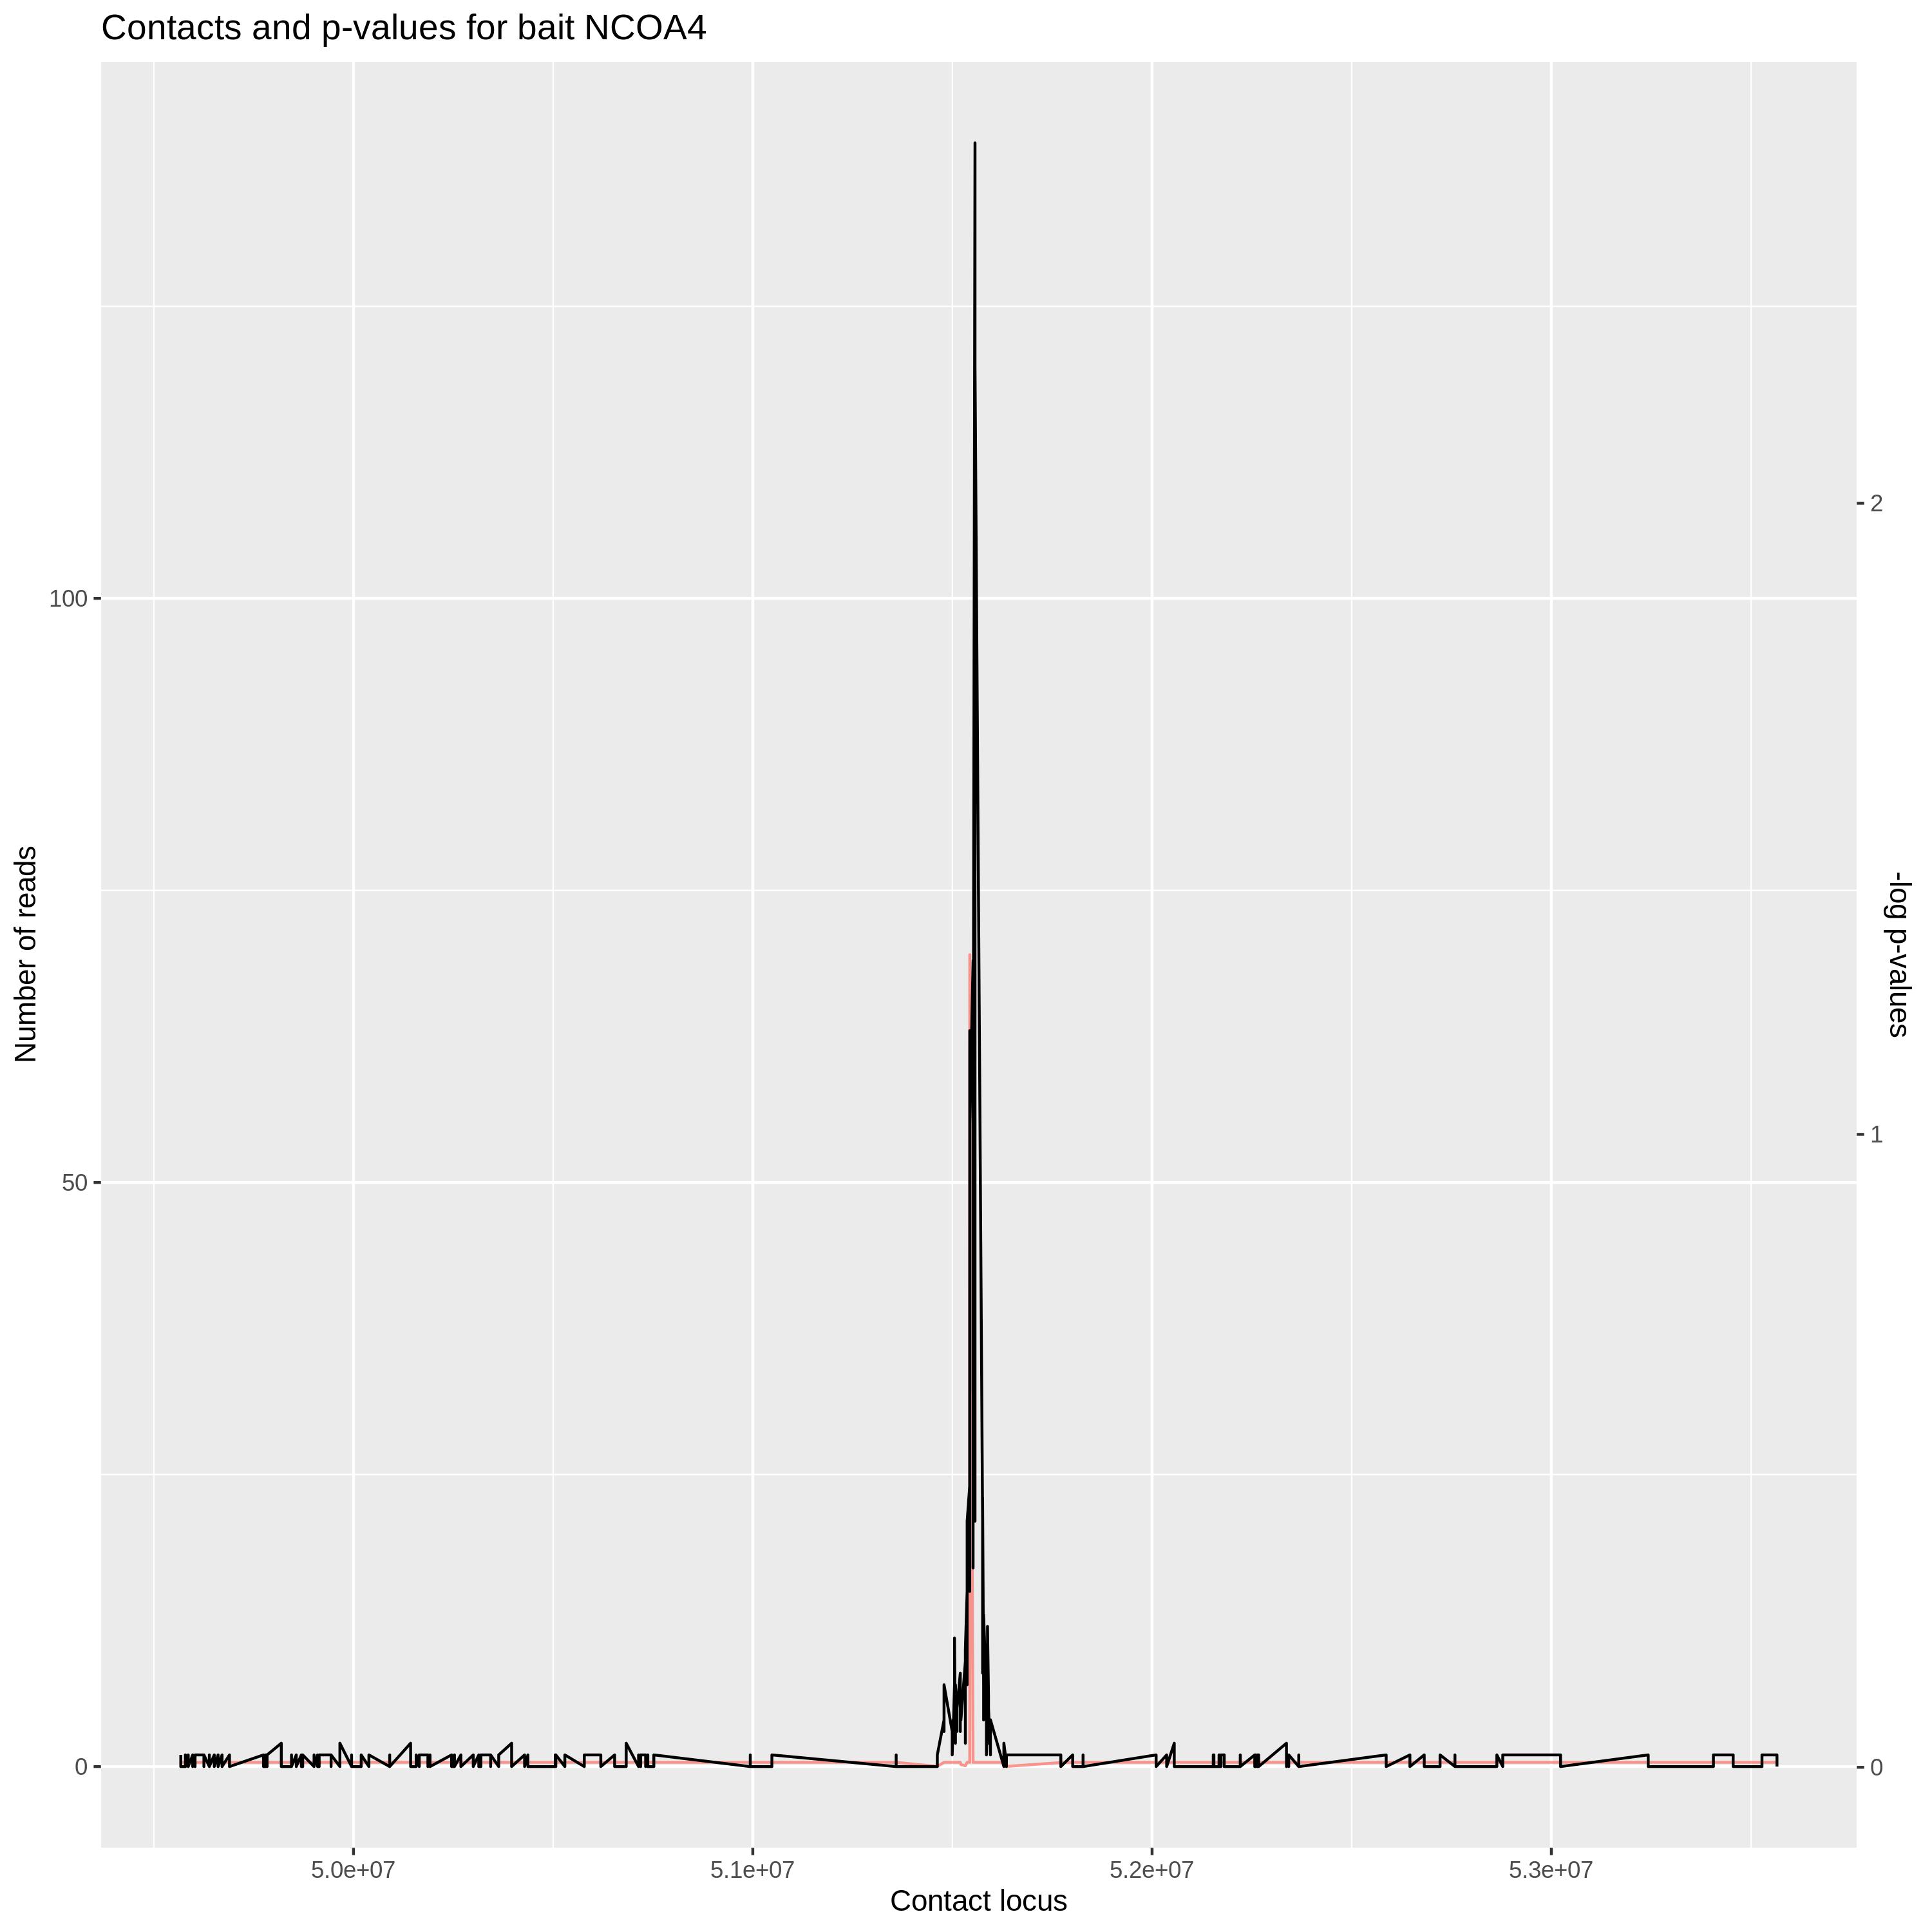 Contacts and p-values for bait NCOA4
Number of reads
100
50
0
2
1
0
-log p-values
5.0e+07
5.1e+07
5.2e+07
5.3e+07
Contact locus